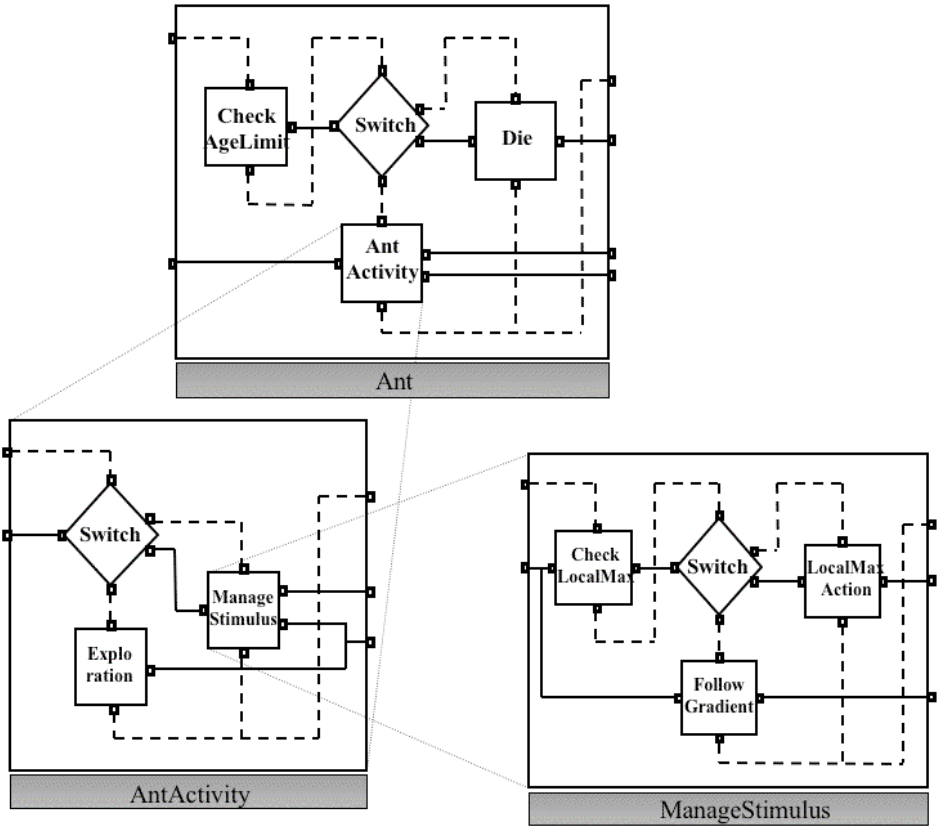 Check
AgeLimit
Switch
Die
Ant
Activity
Ant
Switch
Manage
Stimulus
Explo
ration
AntActivity
Check
LocalMax
Switch
LocalMax
Action
Follow
Gradient
ManageStimulus